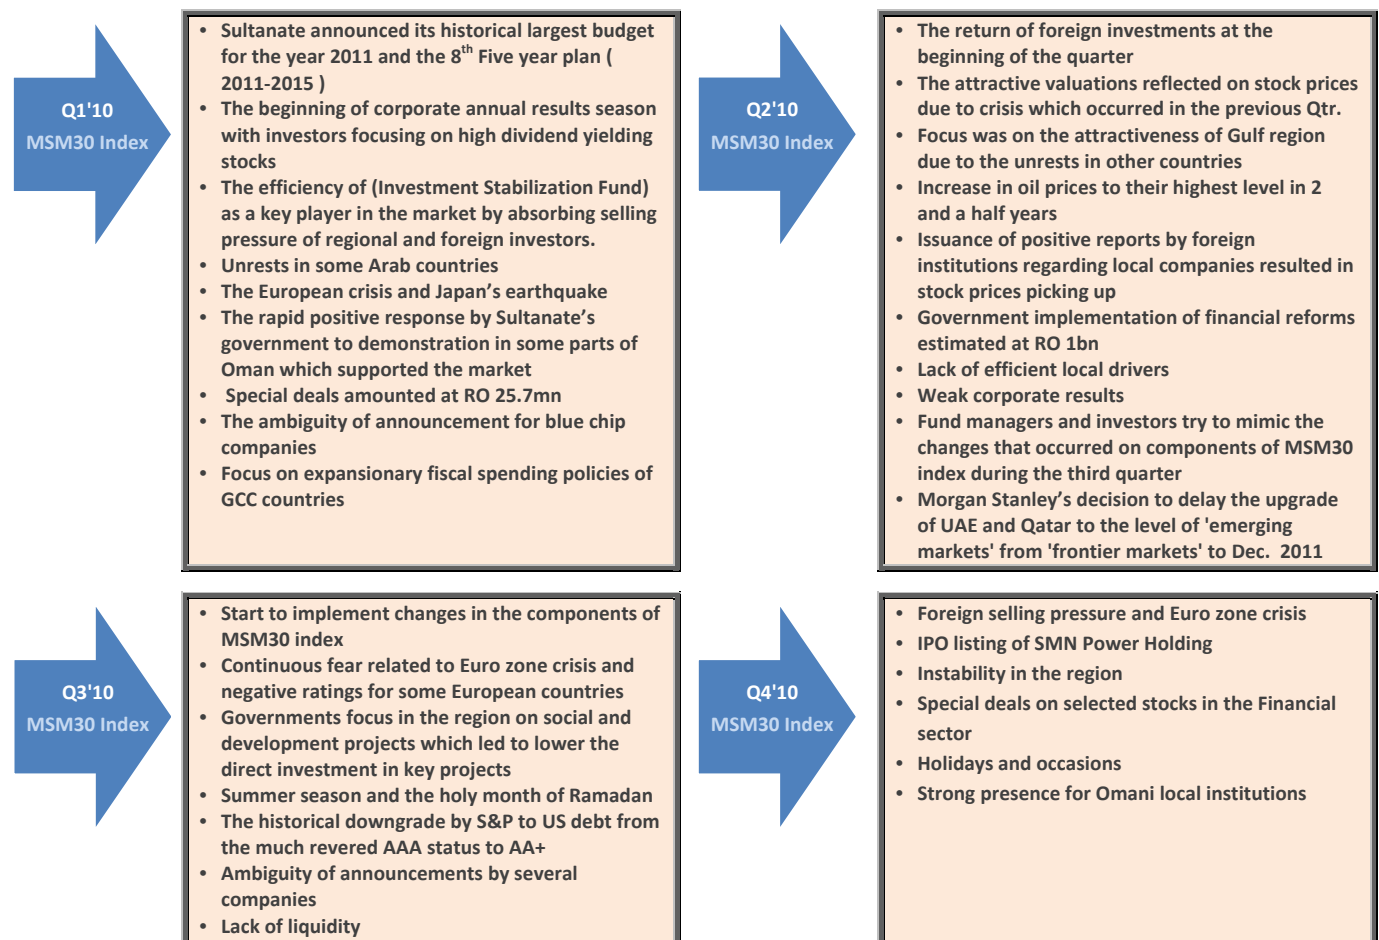 Q1'10
MSM30 Index
• Sultanate announced its historical largest budget
for the year 2011 and the 8th Five year plan (
2011-2015 )
• The beginning of corporate annual results season
with investors focusing on high dividend yielding
stocks
• The efficiency of (Investment Stabilization Fund)
as a key player in the market by absorbing selling
pressure of regional and foreign investors.
• Unrests in some Arab countries
• The European crisis and Japan’s earthquake
• The rapid positive response by Sultanate’s
government to demonstration in some parts of
Oman which supported the market
• Special deals amounted at RO 25.7mn
• The ambiguity of announcement for blue chip
companies
• Focus on expansionary fiscal spending policies of
GCC countries
Q2'10
MSM30 Index
• The return of foreign investments at the
beginning of the quarter
• The attractive valuations reflected on stock prices
due to crisis which occurred in the previous Qtr.
• Focus was on the attractiveness of Gulf region
due to the unrests in other countries
• Increase in oil prices to their highest level in 2
and a half years
• Issuance of positive reports by foreign
institutions regarding local companies resulted in
stock prices picking up
• Government implementation of financial reforms
estimated at RO 1bn
• Lack of efficient local drivers
• Weak corporate results
• Fund managers and investors try to mimic the
changes that occurred on components of MSM30
index during the third quarter
• Morgan Stanley’s decision to delay the upgrade
of UAE and Qatar to the level of 'emerging
markets' from 'frontier markets' to Dec. 2011
Q3'10
MSM30 Index
• Start to implement changes in the components of
MSM30 index
• Continuous fear related to Euro zone crisis and
negative ratings for some European countries
• Governments focus in the region on social and
development projects which led to lower the
direct investment in key projects
• Summer season and the holy month of Ramadan
• The historical downgrade by S&P to US debt from
the much revered AAA status to AA+
• Ambiguity of announcements by several
companies
• Lack of liquidity
Q4'10
MSM30 Index
• Foreign selling pressure and Euro zone crisis
• IPO listing of SMN Power Holding
• Instability in the region
• Special deals on selected stocks in the Financial
sector
• Holidays and occasions
• Strong presence for Omani local institutions